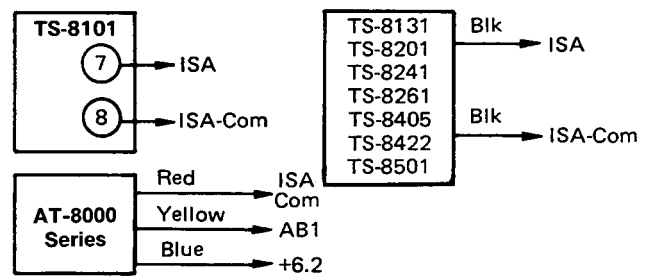 TS-8101
7 ISA
8 ISA-Com
TS-8131
TS-8201
TS-8241
TS-8261
TS-8405
TS-8422
TS-8501
Blk ISA
Blk ISA-Com
AT-8000
Series
Red ISA
Com
Yellow AB1
Blue +6.2